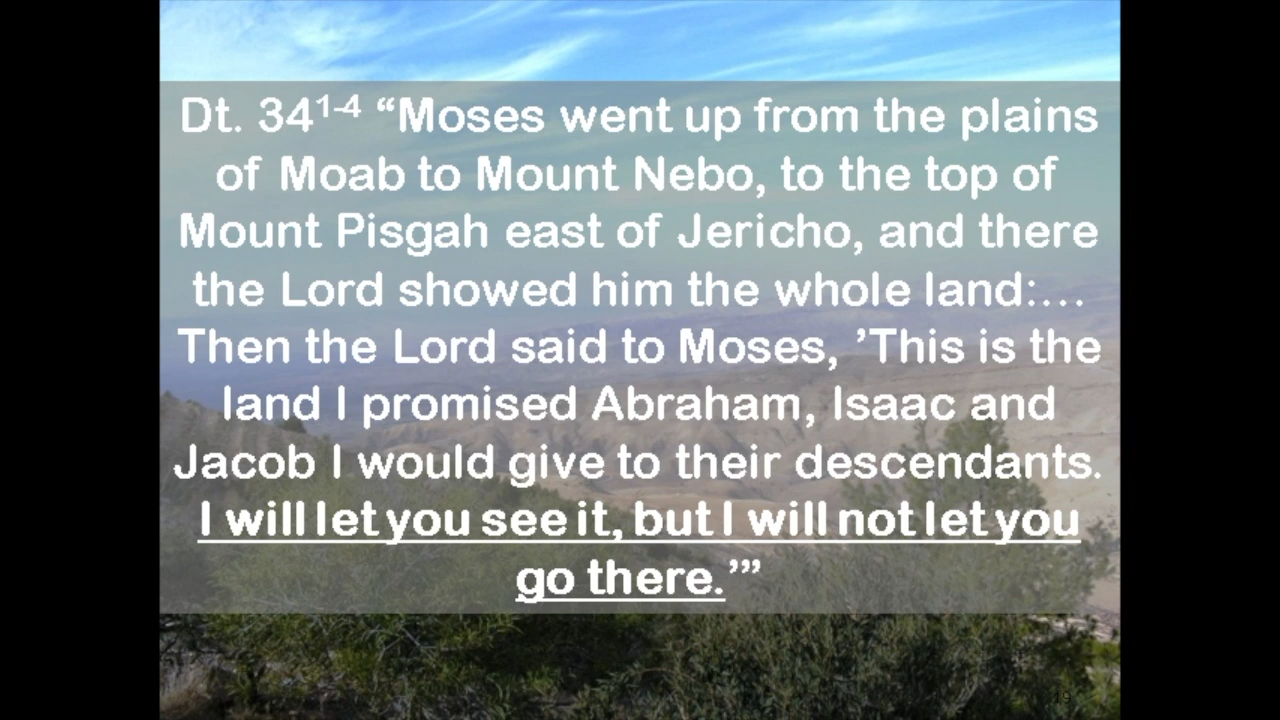 Dt. 34¹⁻⁴ “Moses went up from the plains
of Moab to Mount Nebo, to the top of
Mount Pisgah east of Jericho, and there
the Lord showed him the whole land:…
Then the Lord said to Moses, ’This is the
land I promised Abraham, Isaac and
Jacob I would give to their descendants.
I will let you see it, but I will not let you
go there.’”